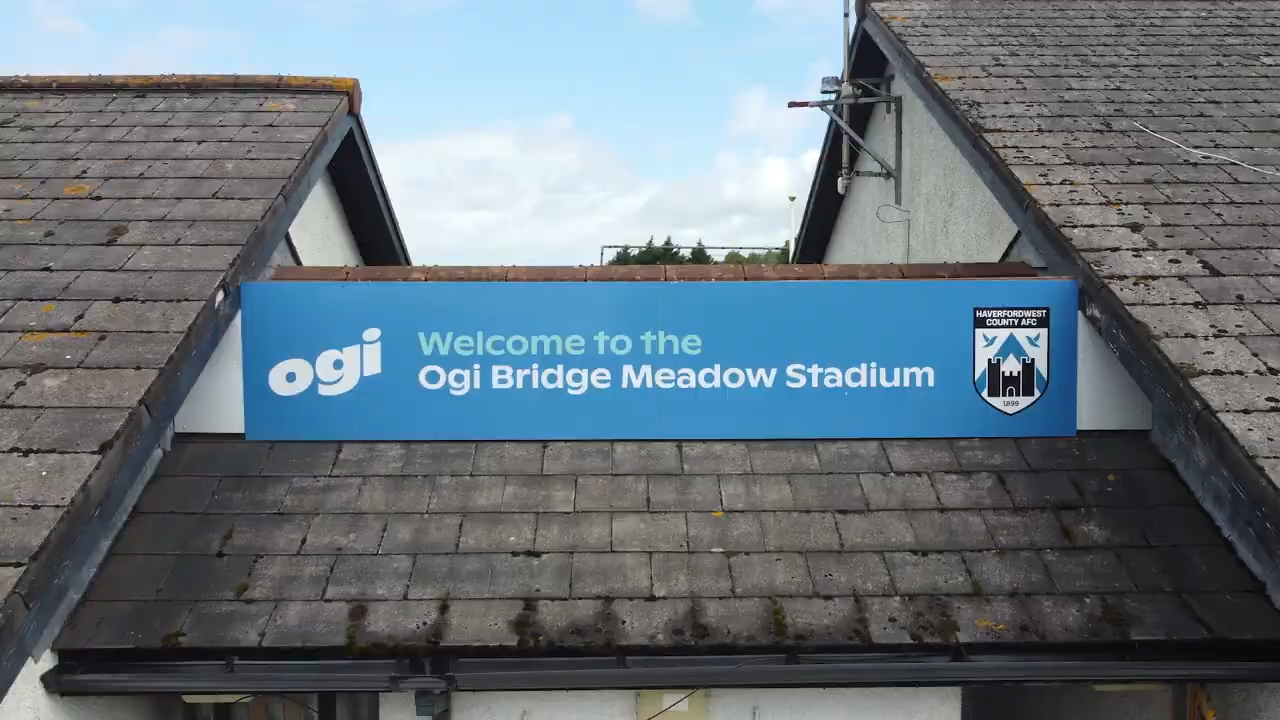 ogi
Welcome to the
Ogi Bridge Meadow Stadium
HAVERFORDWEST
COUNTY AFC
1899